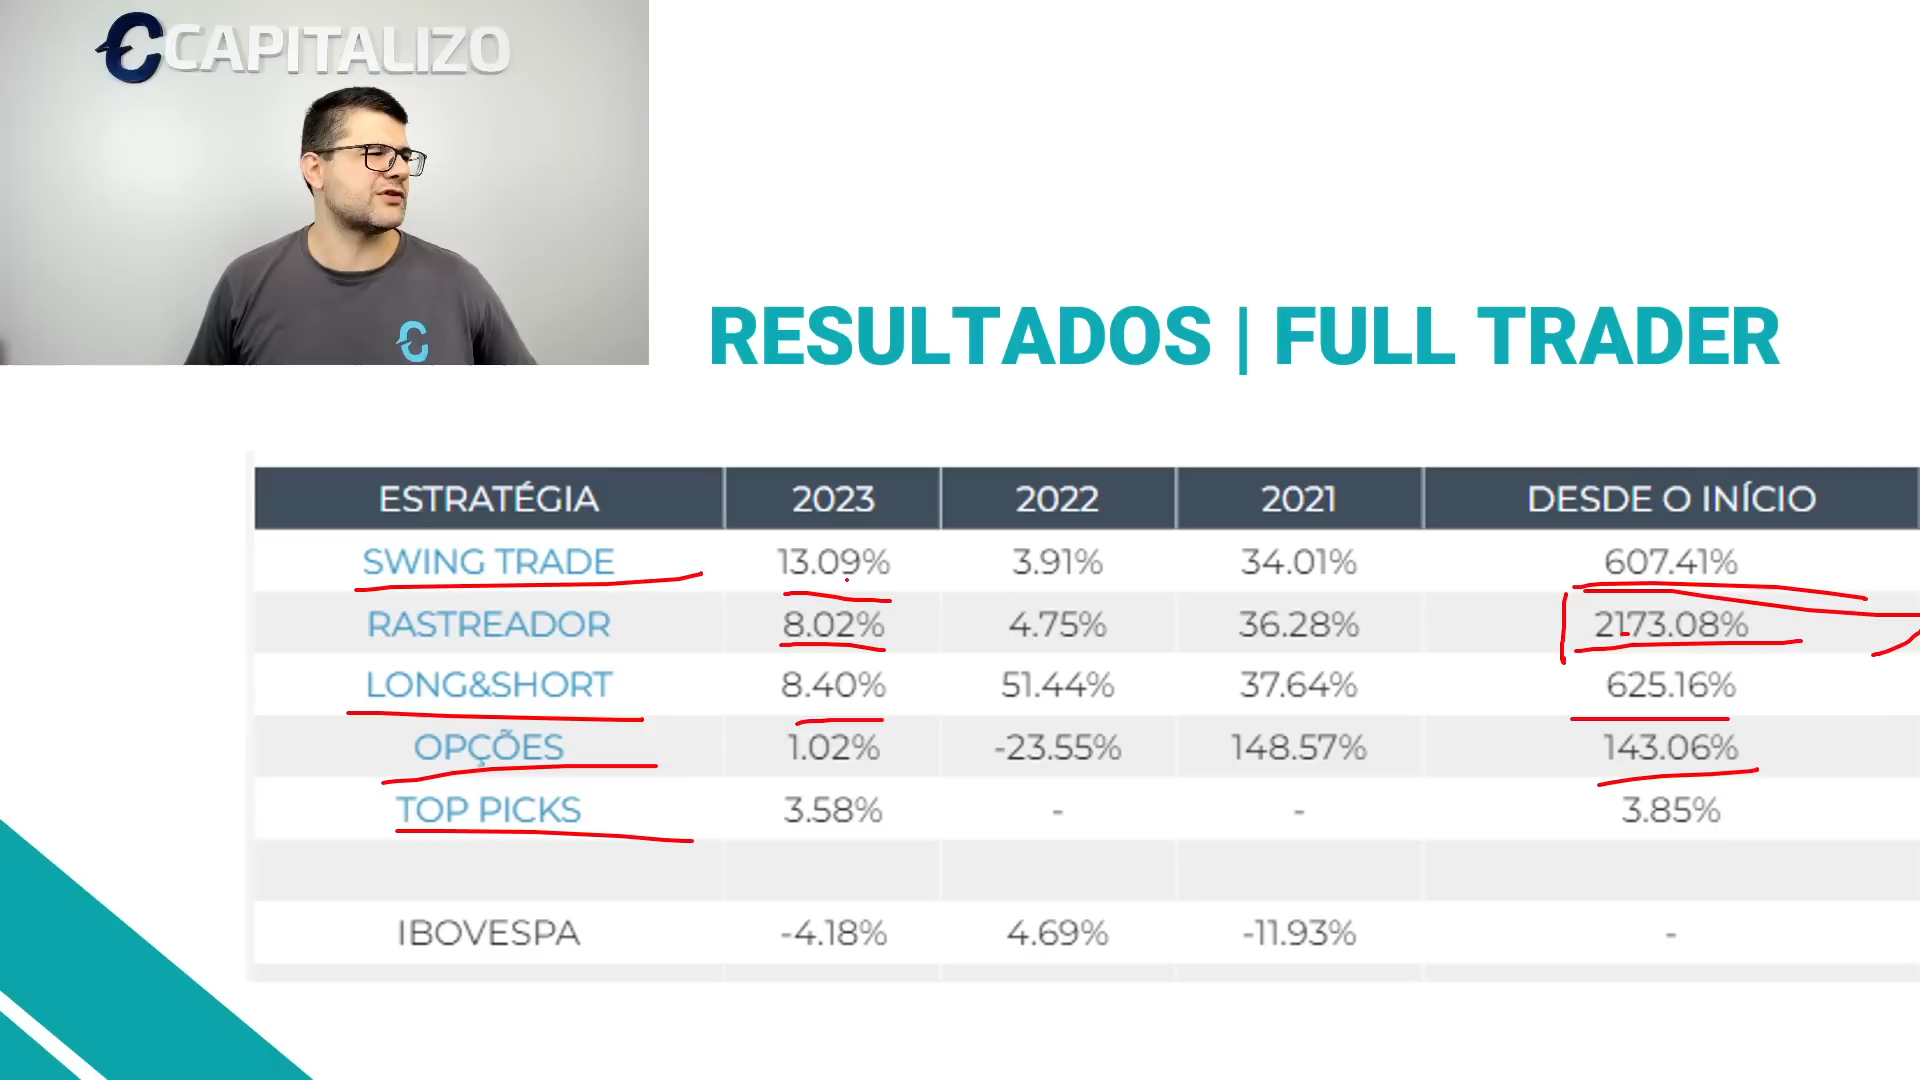 CAPITALIZO
RESULTADOS | FULL TRADER
ESTRATÉGIA 2023 2022 2021 DESDE O INÍCIO
SWING TRADE 13.09% 3.91% 34.01% 607.41%
RASTREADOR 8.02% 4.75% 36.28% 2173.08%
LONG&SHORT 8.40% 51.44% 37.64% 625.16%
OPÇÕES 1.02% -23.55% 148.57% 143.06%
TOP PICKS 3.58% - - 3.85%
IBOVESPA -4.18% 4.69% -11.93% -